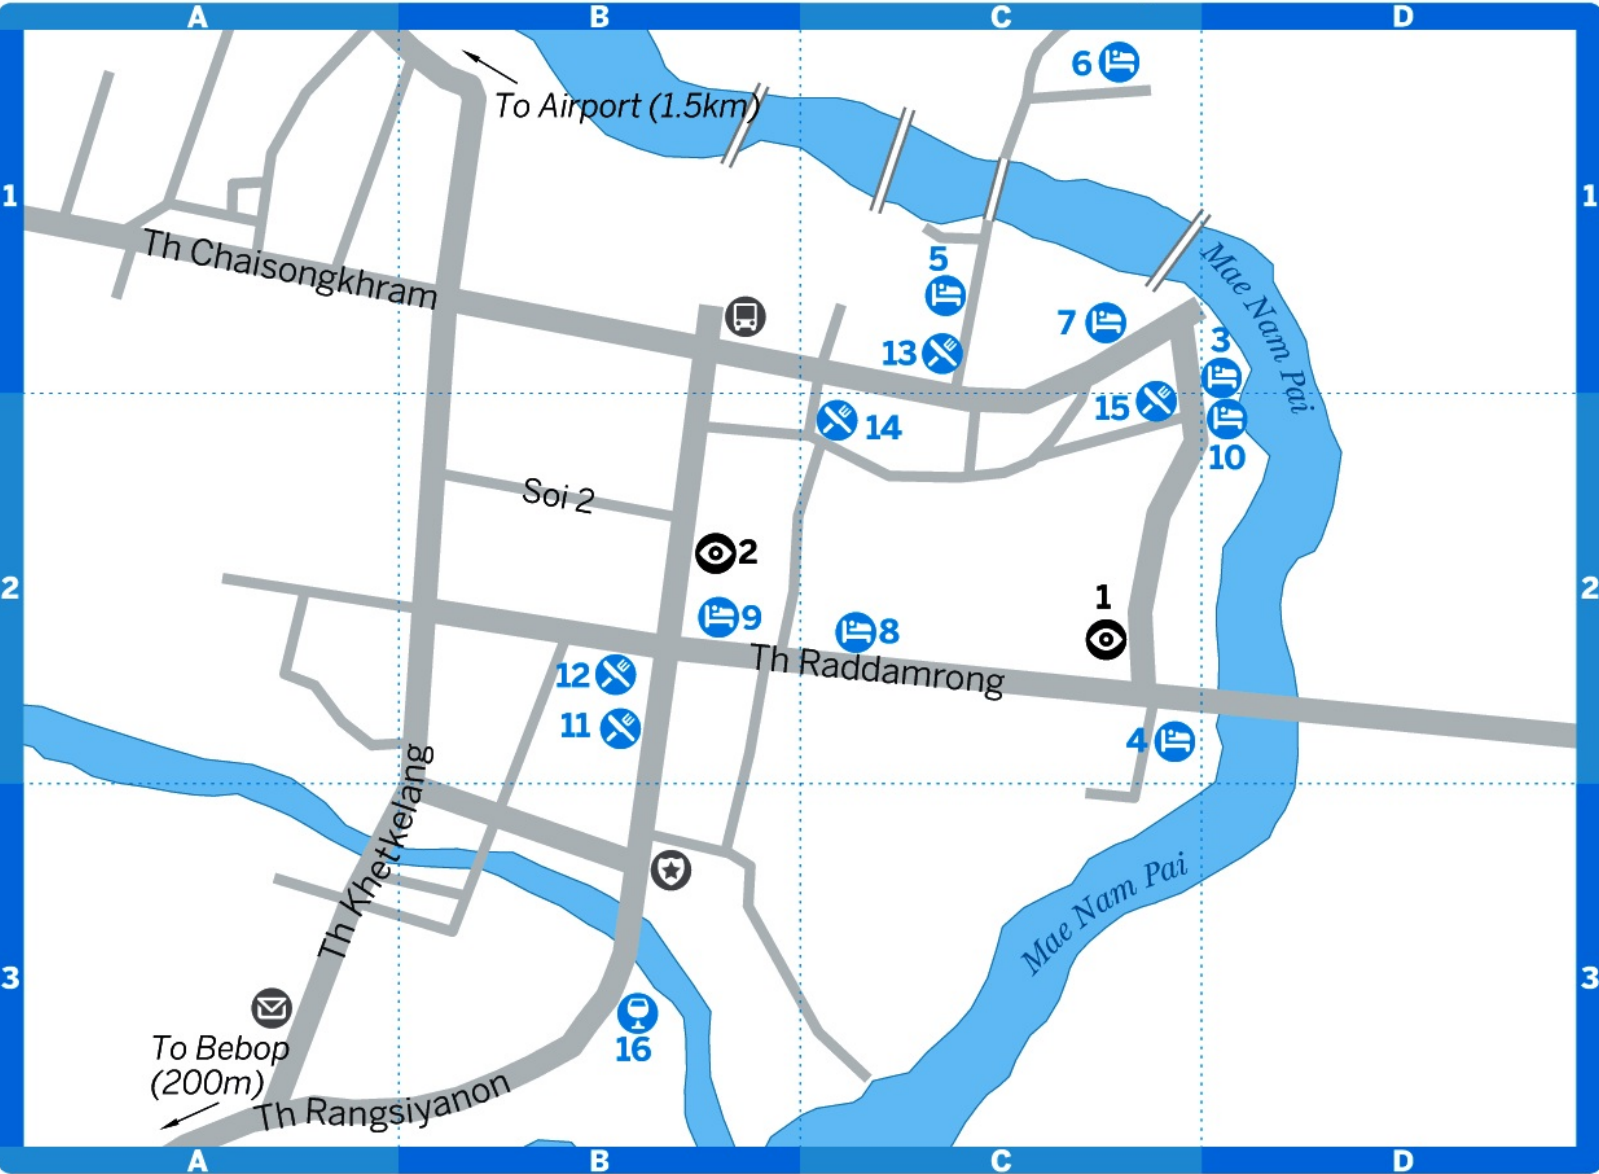 A B C D
6
To Airport (1.5km)
1 1
Th Chaisongkhram
5
Mae Nam Pai
7
3
13
15
14
10
Soi 2
2
1
2 2
9
8
Th Raddamrong
12
11
4
Th Khetkelang
Mae Nam Pai
3 3
16
To Bebop
(200m)
Th Rangsiyanon
A B C D